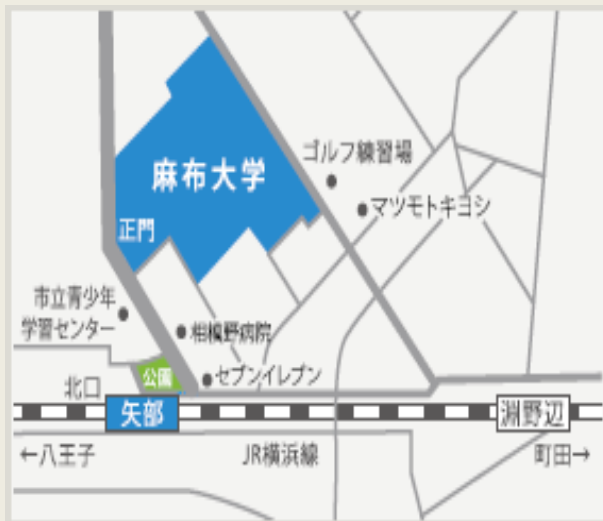 麻布大学
ゴルフ練習場
マツモトキヨシ
正門
市立青少年
学習センター
相模野病院
公園
セブンイレブン
北口
矢部
淵野辺
←八王子
JR横浜線
町田→